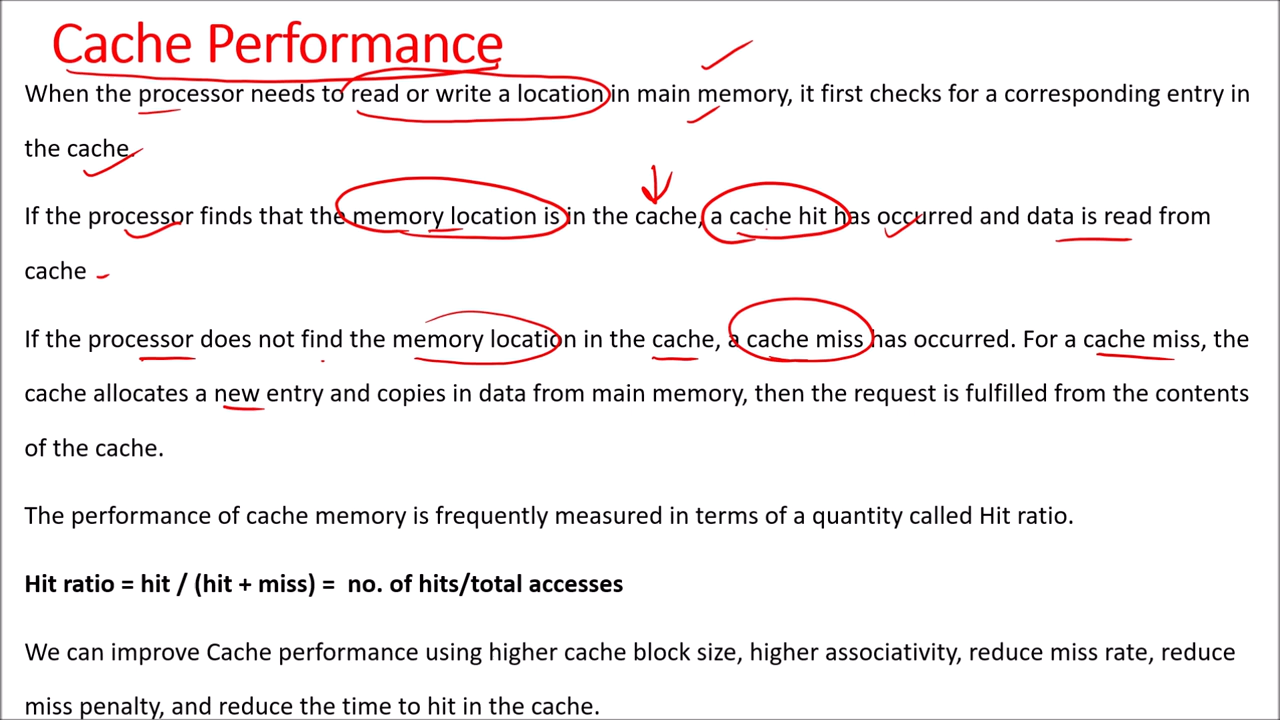 Cache Performance
When the processor needs to read or write a location in main memory, it first checks for a corresponding entry in
the cache.
If the processor finds that the memory location is in the cache, a cache hit has occurred and data is read from
cache
If the processor does not find the memory location in the cache, a cache miss has occurred. For a cache miss, the
cache allocates a new entry and copies in data from main memory, then the request is fulfilled from the contents
of the cache.
The performance of cache memory is frequently measured in terms of a quantity called Hit ratio.
Hit ratio = hit / (hit + miss) =  no. of hits/total accesses
We can improve Cache performance using higher cache block size, higher associativity, reduce miss rate, reduce
miss penalty, and reduce the time to hit in the cache.